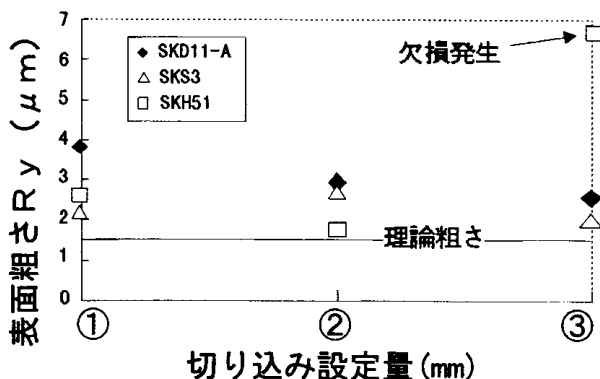 表面粗さRy（μm）
7
6
5
4
3
2
1
0
◆ SKD11-A
△ SKS3
□ SKH51
欠損発生
理論粗さ
① ② ③
切り込み設定量(mm)